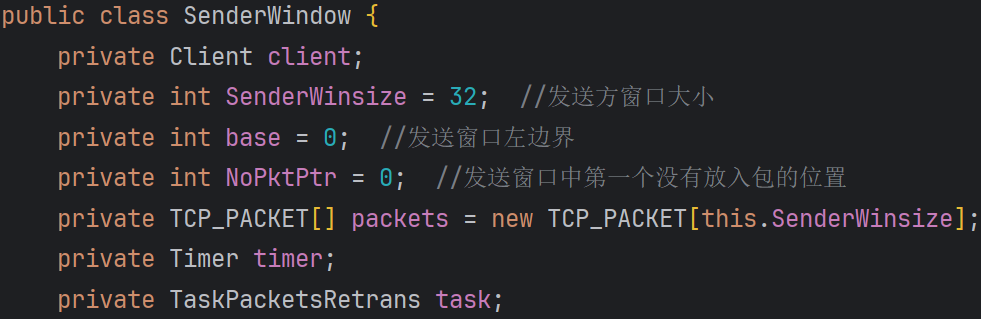 public class SenderWindow {
    private Client client;
    private int SenderWinsize = 32;  //发送方窗口大小
    private int base = 0;  //发送窗口左边界
    private int NoPktPtr = 0;  //发送窗口中第一个没有放入包的位置
    private TCP_PACKET[] packets = new TCP_PACKET[this.SenderWinsize];
    private Timer timer;
    private TaskPacketsRetrans task;